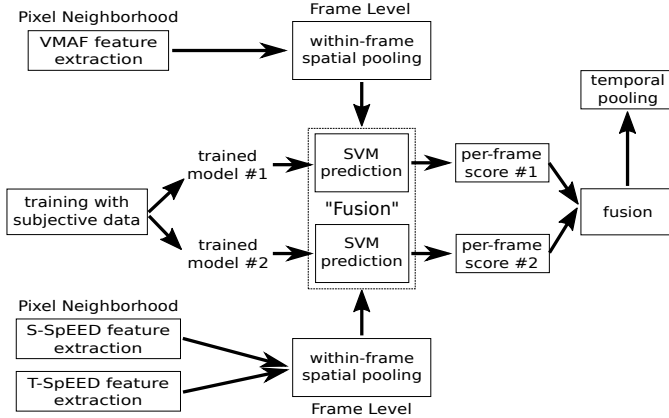 Pixel Neighborhood
VMAF feature
extraction
Frame Level
within-frame
spatial pooling
temporal
pooling
training with
subjective data
trained
model #1
trained
model #2
SVM
prediction
"Fusion"
SVM
prediction
per-frame
score #1
per-frame
score #2
fusion
Pixel Neighborhood
S-SpEED feature
extraction
T-SpEED feature
extraction
within-frame
spatial pooling
Frame Level